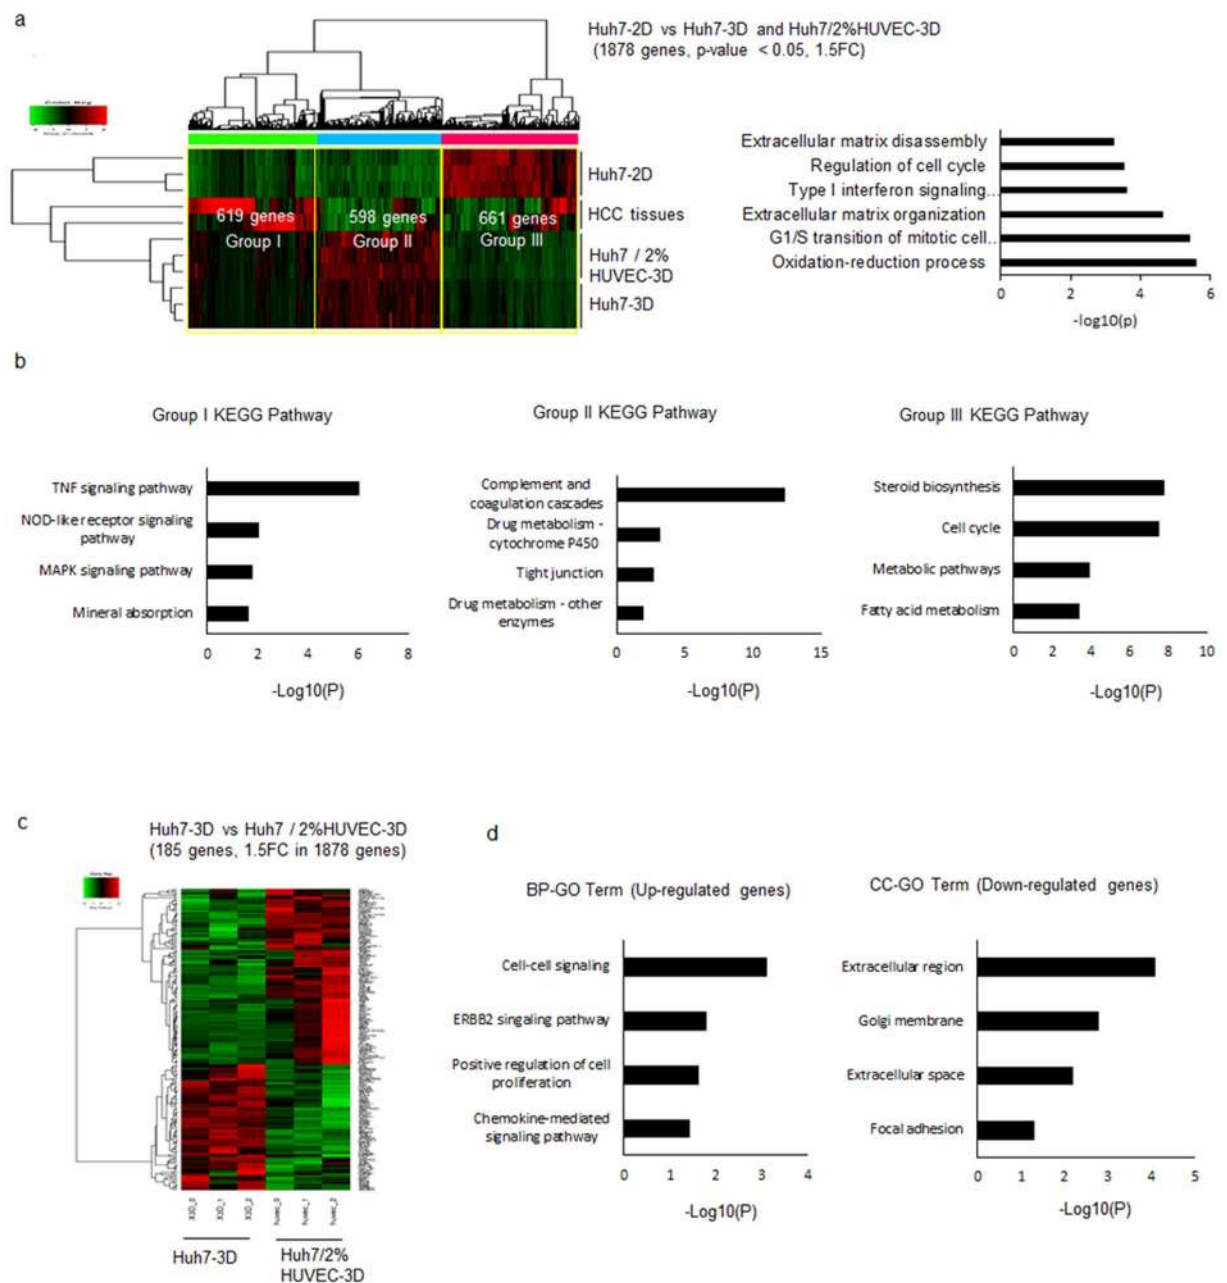 a
Huh7-2D vs Huh7-3D and Huh7/2%HUVEC-3D
(1878 genes, p-value < 0.05, 1.5FC)
Huh7-2D
HCC tissues
Huh7 / 2%
HUVEC-3D
Huh7-3D
619 genes
Group I
598 genes
Group II
661 genes
Group III
Extracellular matrix disassembly
Regulation of cell cycle
Type I interferon signaling..
Extracellular matrix organization
G1/S transition of mitotic cell..
Oxidation-reduction process
0 2 4 6
-log10(p)
b
Group I KEGG Pathway
TNF signaling pathway
NOD-like receptor signaling
pathway
MAPK signaling pathway
Mineral absorption
0 2 4 6 8
-Log10(P)
Group II KEGG Pathway
Complement and
coagulation cascades
Drug metabolism -
cytochrome P450
Tight junction
Drug metabolism - other
enzymes
0 5 10 15
-Log10(P)
Group III KEGG Pathway
Steroid biosynthesis
Cell cycle
Metabolic pathways
Fatty acid metabolism
0 2 4 6 8 10
-Log10(P)
c
Huh7-3D vs Huh7 / 2%HUVEC-3D
(185 genes, 1.5FC in 1878 genes)
Huh7-3D
Huh7/2%
HUVEC-3D
d
BP-GO Term (Up-regulated genes)
Cell-cell signaling
ERBB2 singaling pathway
Positive regulation of cell
proliferation
Chemokine-mediated
signaling pathway
0 1 2 3 4
-Log10(P)
CC-GO Term (Down-regulated genes)
Extracellular region
Golgi membrane
Extracellular space
Focal adhesion
0 1 2 3 4 5
-Log10(P)